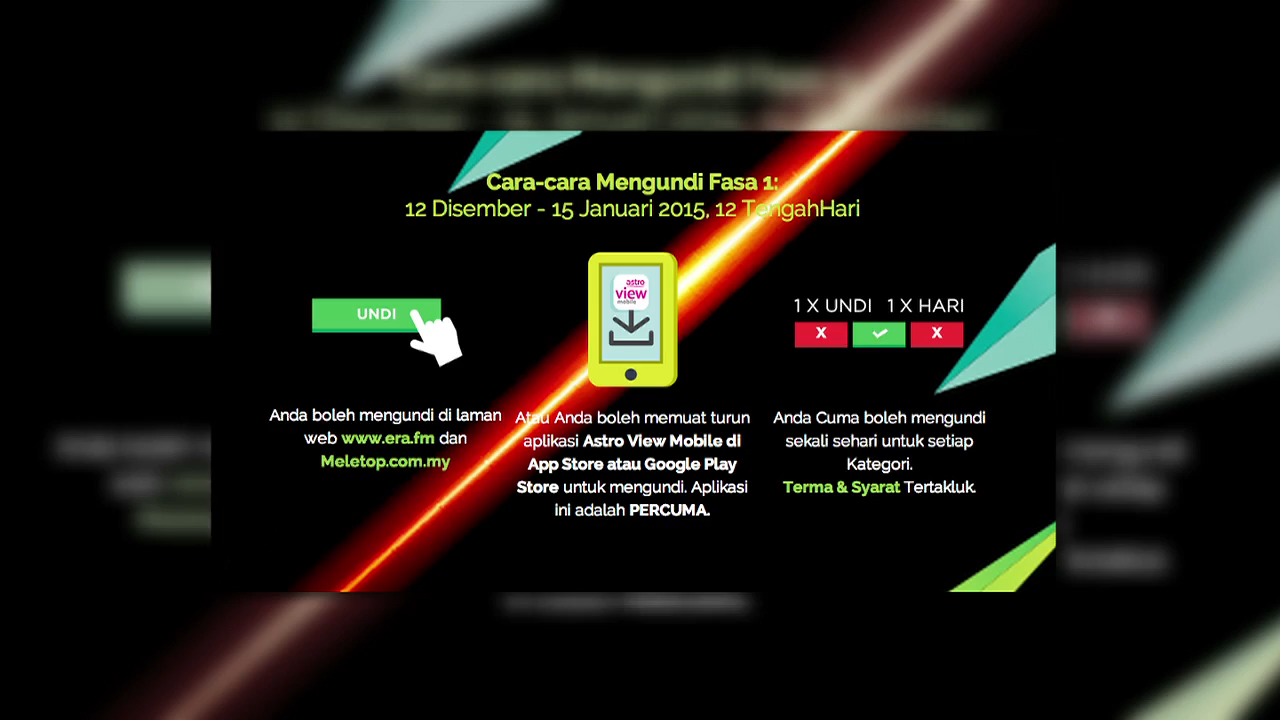 Cara-cara Mengundi Fasa 1:
12 Disember - 15 Januari 2015, 12 TengahHari
UNDI
Anda boleh mengundi di laman
web www.era.fm dan
Meletop.com.my
astro
view
mobile
Atau Anda boleh memuat turun
aplikasi Astro View Mobile di
App Store atau Google Play
Store untuk mengundi. Aplikasi
ini adalah PERCUMA.
1 X UNDI 1 X HARI
X X
Anda Cuma boleh mengundi
sekali sehari untuk setiap
Kategori.
Terma & Syarat Tertakluk.